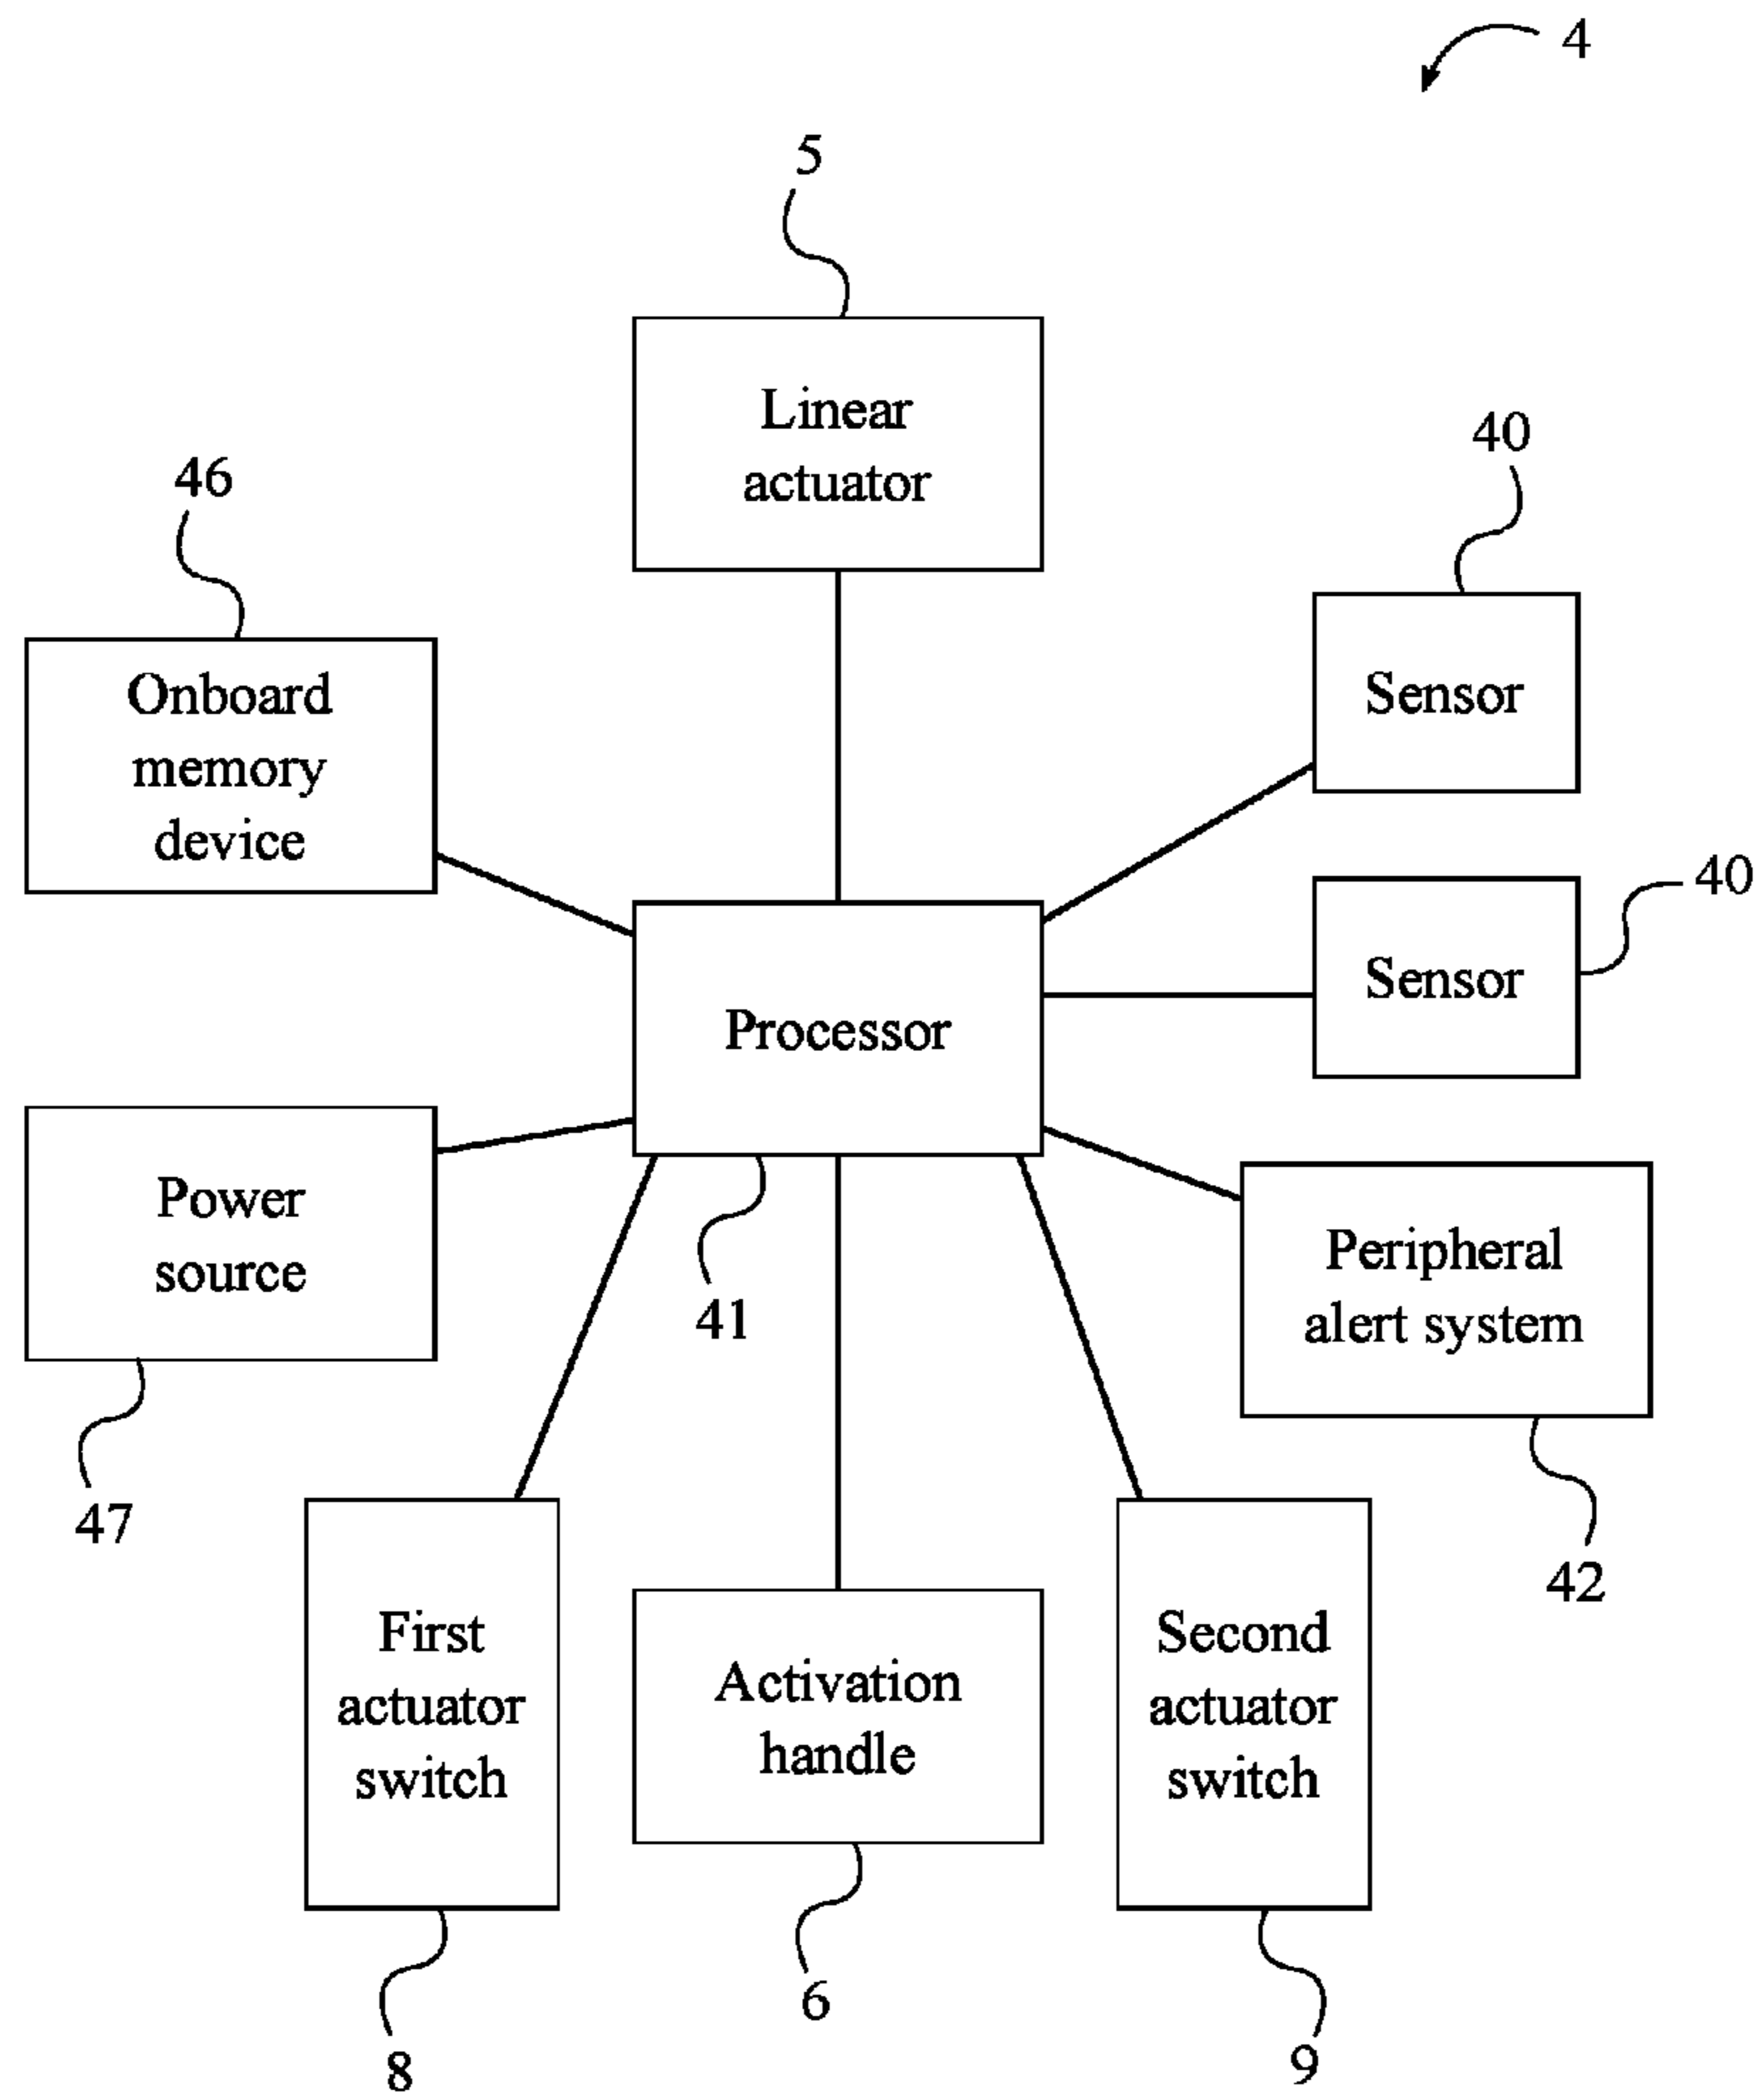 4
5
Linear
actuator
40
46
Sensor
Onboard
memory
device
40
Sensor
Processor
Power
source
41
Peripheral
alert system
47
42
First
actuator
switch
Activation
handle
Second
actuator
switch
6
8
9